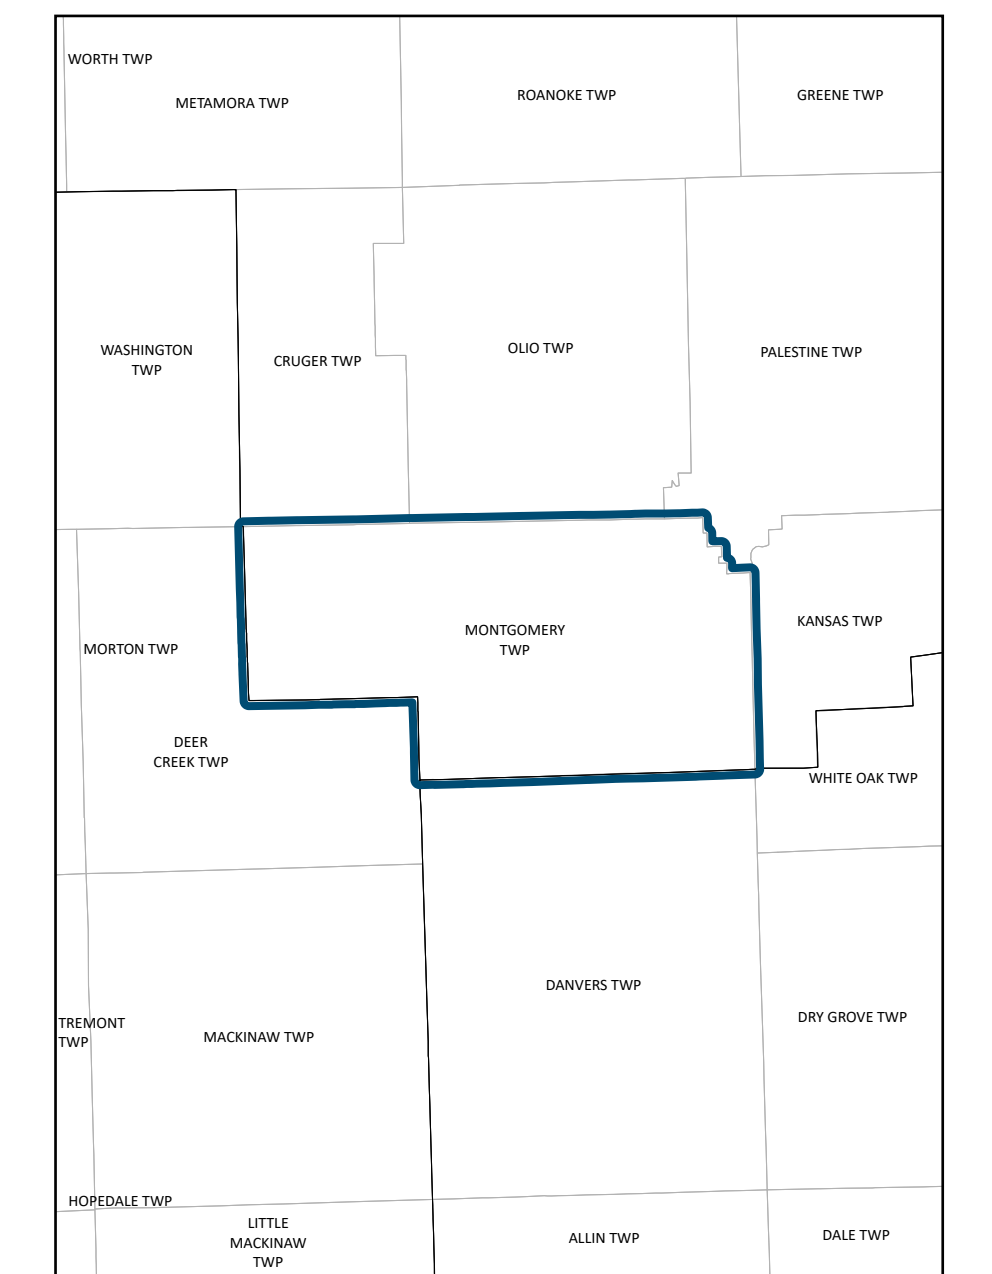 WORTH TWP
METAMORA TWP
ROANOKE TWP
GREENE TWP
WASHINGTON
TWP
CRUGER TWP
OLIO TWP
PALESTINE TWP
MONTGOMERY
TWP
KANSAS TWP
MORTON TWP
DEER
CREEK TWP
WHITE OAK TWP
DANVERS TWP
DRY GROVE TWP
TREMONT
TWP
MACKINAW TWP
HOPEDALE TWP
LITTLE
MACKINAW
TWP
ALLIN TWP
DALE TWP